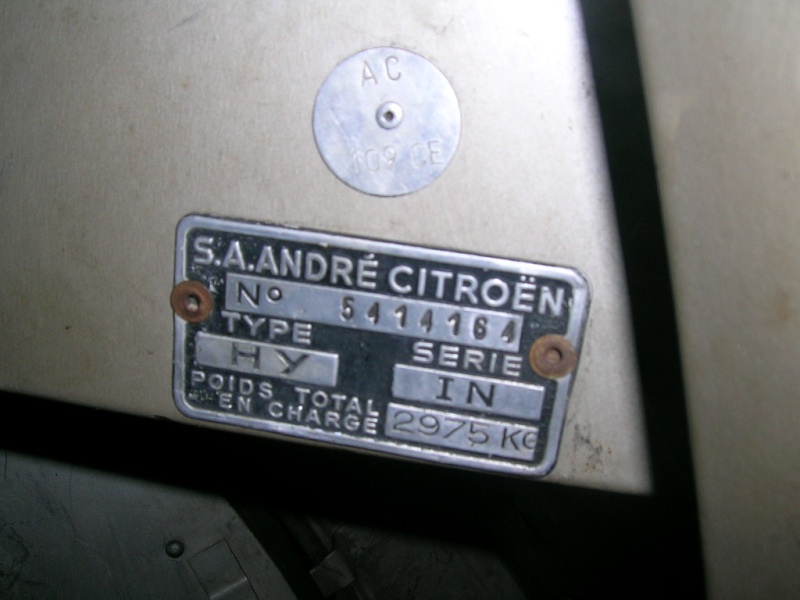 AC
109 CE
S.A.ANDRÉ CITROËN
Nº 5414164
TYPE
HY
SERIE
IN
POIDS TOTAL
EN CHARGE
2975 KG